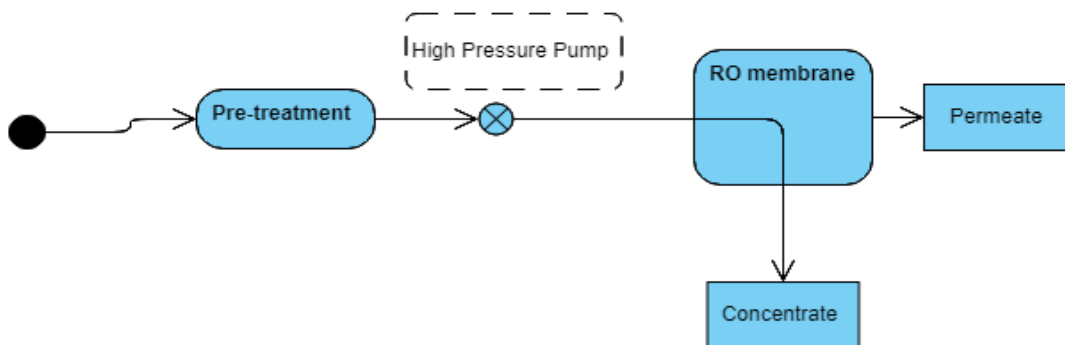 High Pressure Pump
RO membrane
Pre-treatment
Permeate
Concentrate